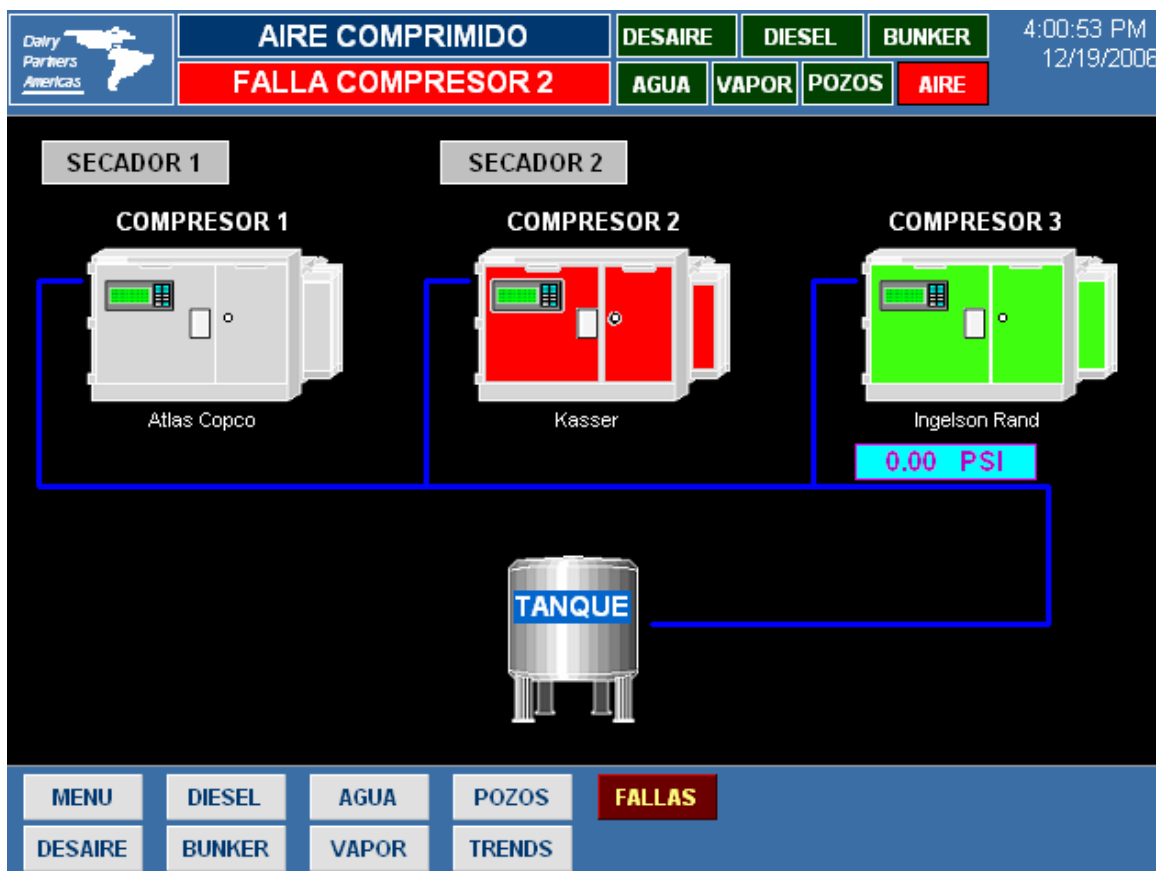 Dairy
Partners
Americas
AIRE COMPRIMIDO
FALLA COMPRESOR 2
DESAIRE
DIESEL
BUNKER
AGUA
VAPOR
POZOS
AIRE
4:00:53 PM
12/19/2006
SECADOR 1
SECADOR 2
COMPRESOR 1
COMPRESOR 2
COMPRESOR 3
Atlas Copco
Kasser
Ingelson Rand
0.00 PSI
TANQUE
MENU
DIESEL
AGUA
POZOS
FALLAS
DESAIRE
BUNKER
VAPOR
TRENDS